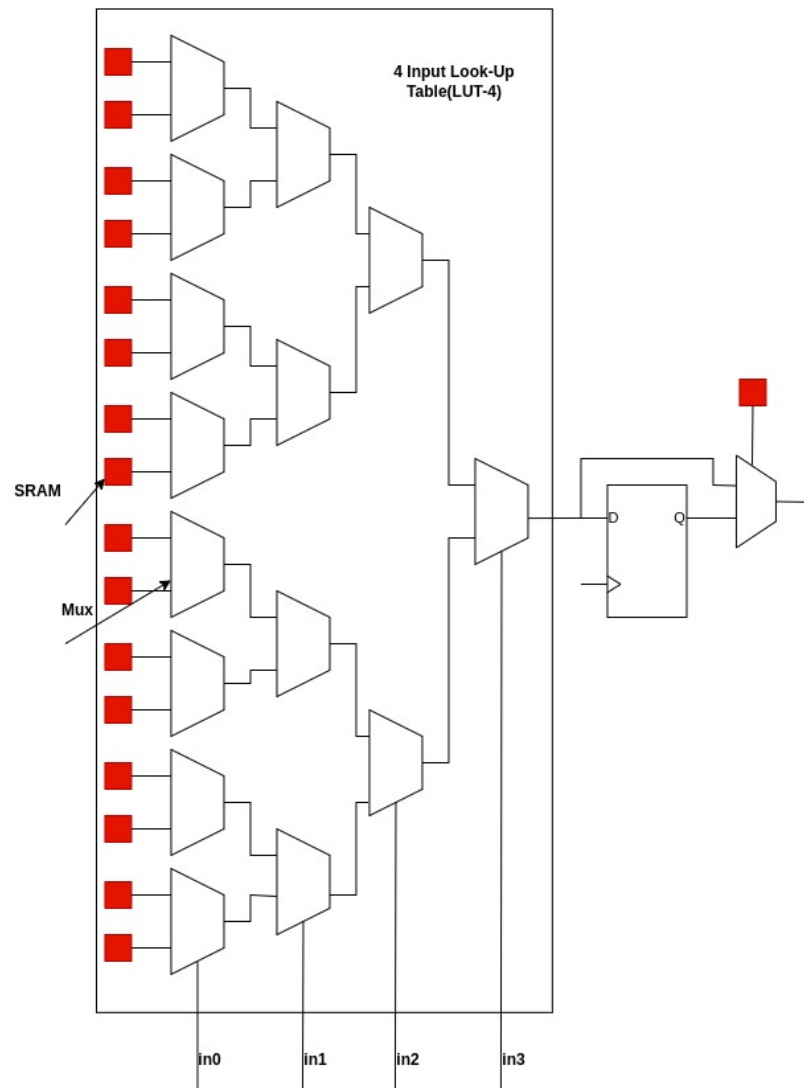 4 Input Look-Up
Table(LUT-4)
SRAM
D
Q
Mux
in0
in1
in2
in3